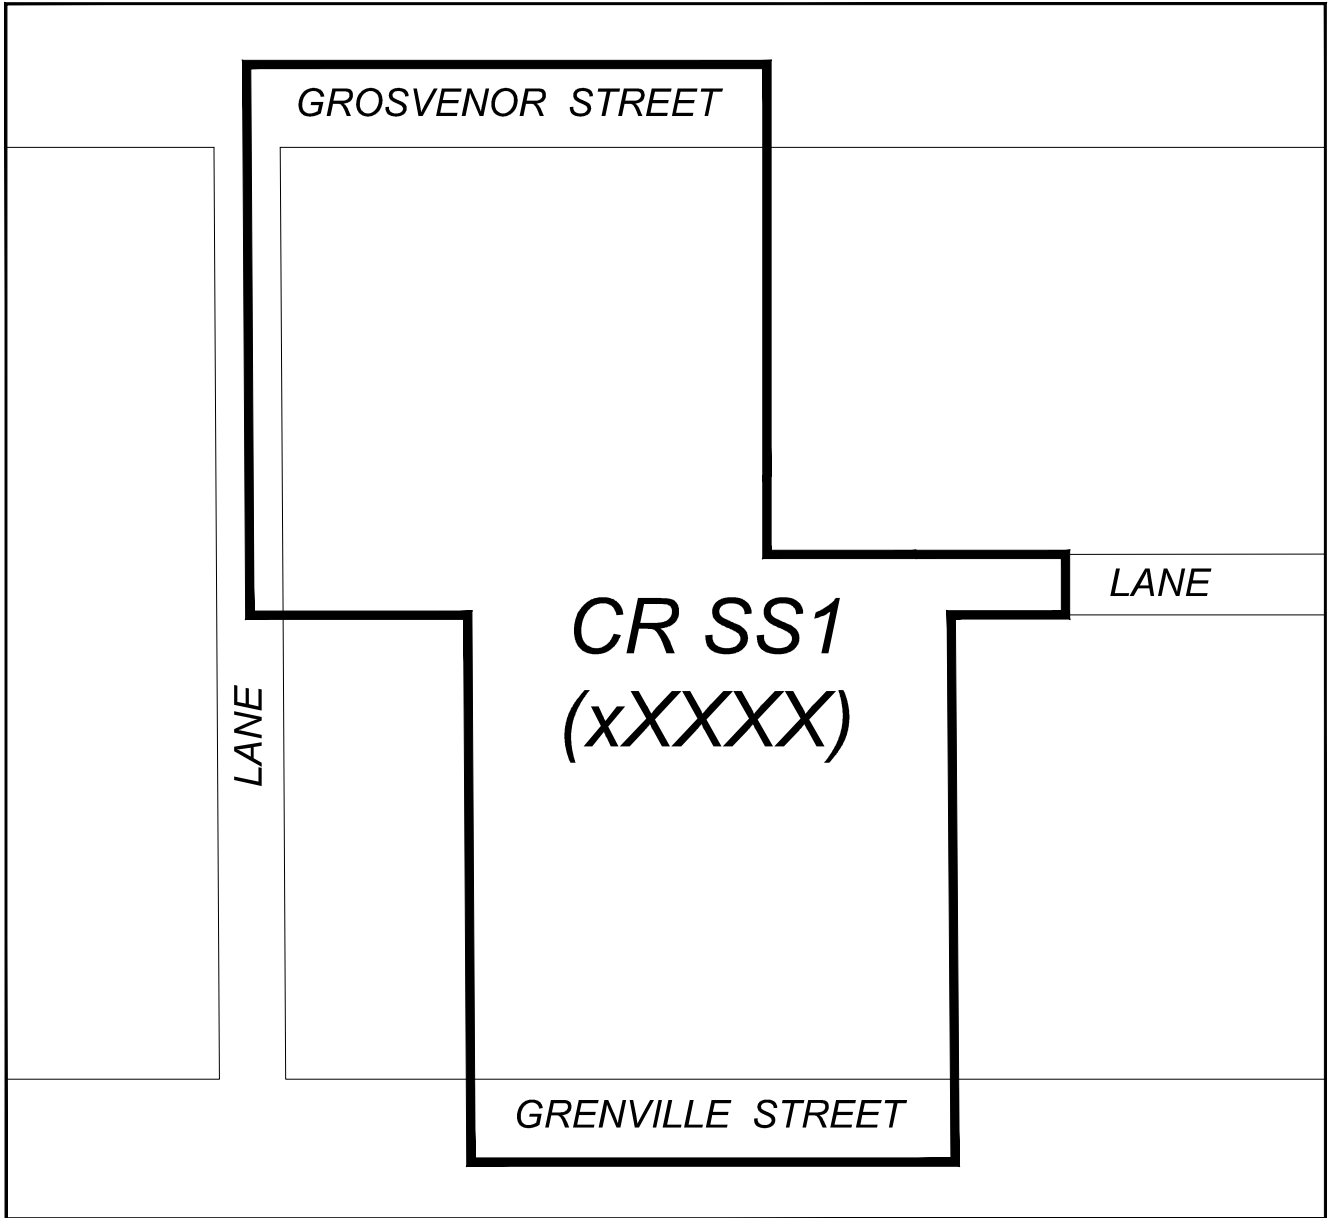 GROSVENOR STREET
LANE
CR SS1
(xXXXX)
LANE
GRENVILLE STREET